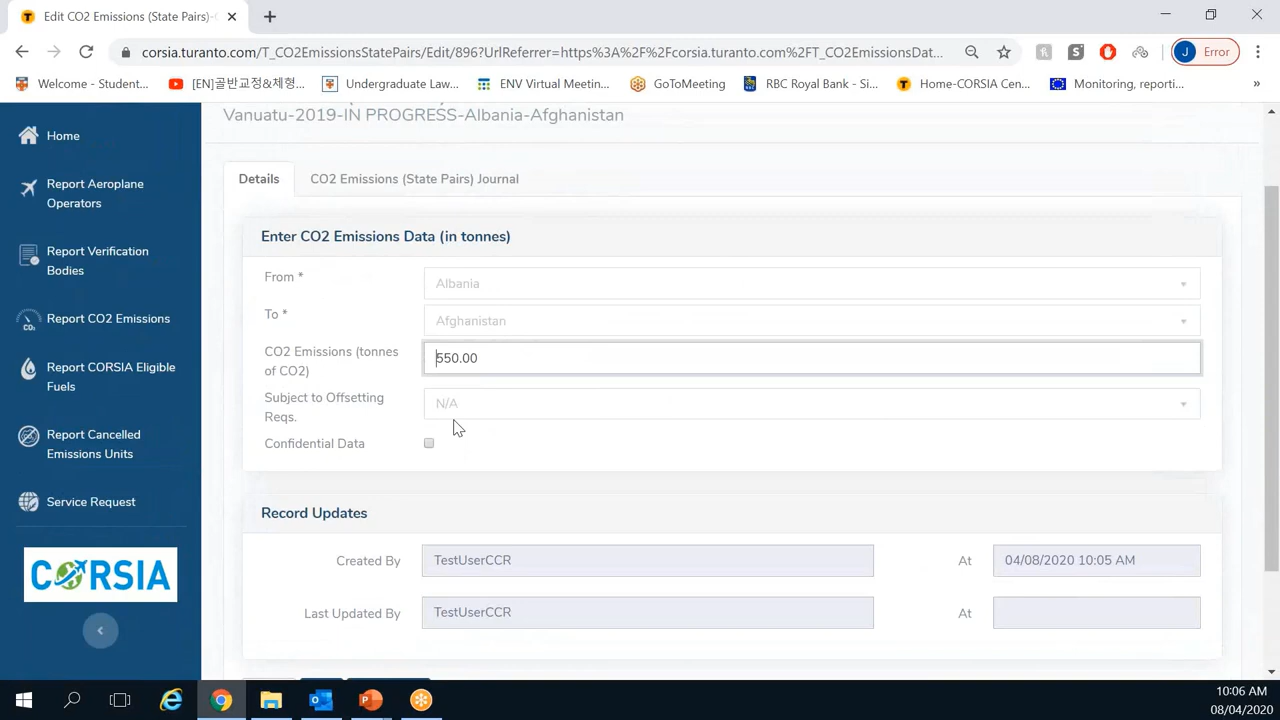 Edit CO2 Emissions (State Pairs)-
corsia.turanto.com/T_CO2EmissionsStatePairs/Edit/896?UrlReferrer=https%3A%2F%2Fcorsia.turanto.com%2FT_CO2EmissionsDat...
J Error
Welcome - Student...
[EN]골반교정&체형...
Undergraduate Law...
ENV Virtual Meetin...
GoToMeeting
RBC Royal Bank - Si...
Home-CORSIA Cen...
Monitoring, reporti...
»
Vanuatu-2019-IN PROGRESS-Albania-Afghanistan
Home
Report Aeroplane
Operators
Report Verification
Bodies
Report CO2 Emissions
Report CORSIA Eligible
Fuels
Report Cancelled
Emissions Units
Service Request
CORSIA
Details
CO2 Emissions (State Pairs) Journal
Enter CO2 Emissions Data (in tonnes)
From *
Albania
To *
Afghanistan
CO2 Emissions (tonnes
of CO2)
550.00
Subject to Offsetting
Reqs.
N/A
Confidential Data
Record Updates
Created By
TestUserCCR
At
04/08/2020 10:05 AM
Last Updated By
TestUserCCR
At
10:06 AM
08/04/2020